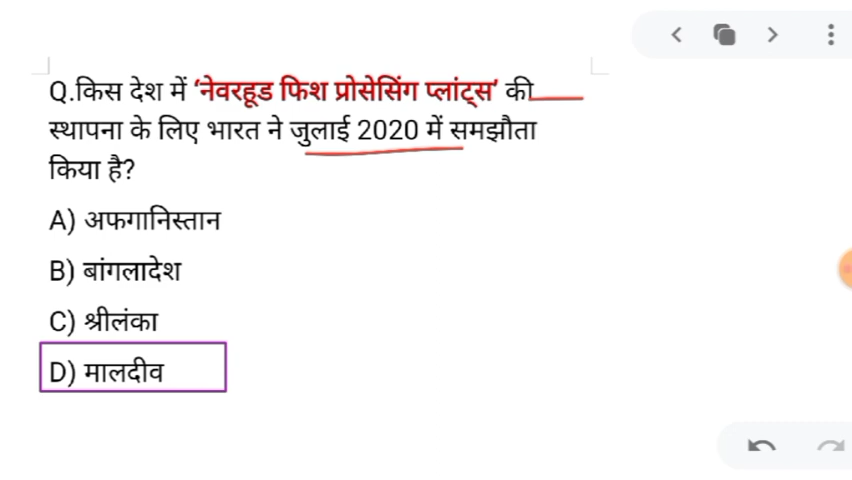 Q.किस देश में ‘नेवरहूड फिश प्रोसेसिंग प्लांट्स’ की
स्थापना के लिए भारत ने जुलाई 2020 में समझौता
किया है?
A) अफगानिस्तान
B) बांगलादेश
C) श्रीलंका
D) मालदीव